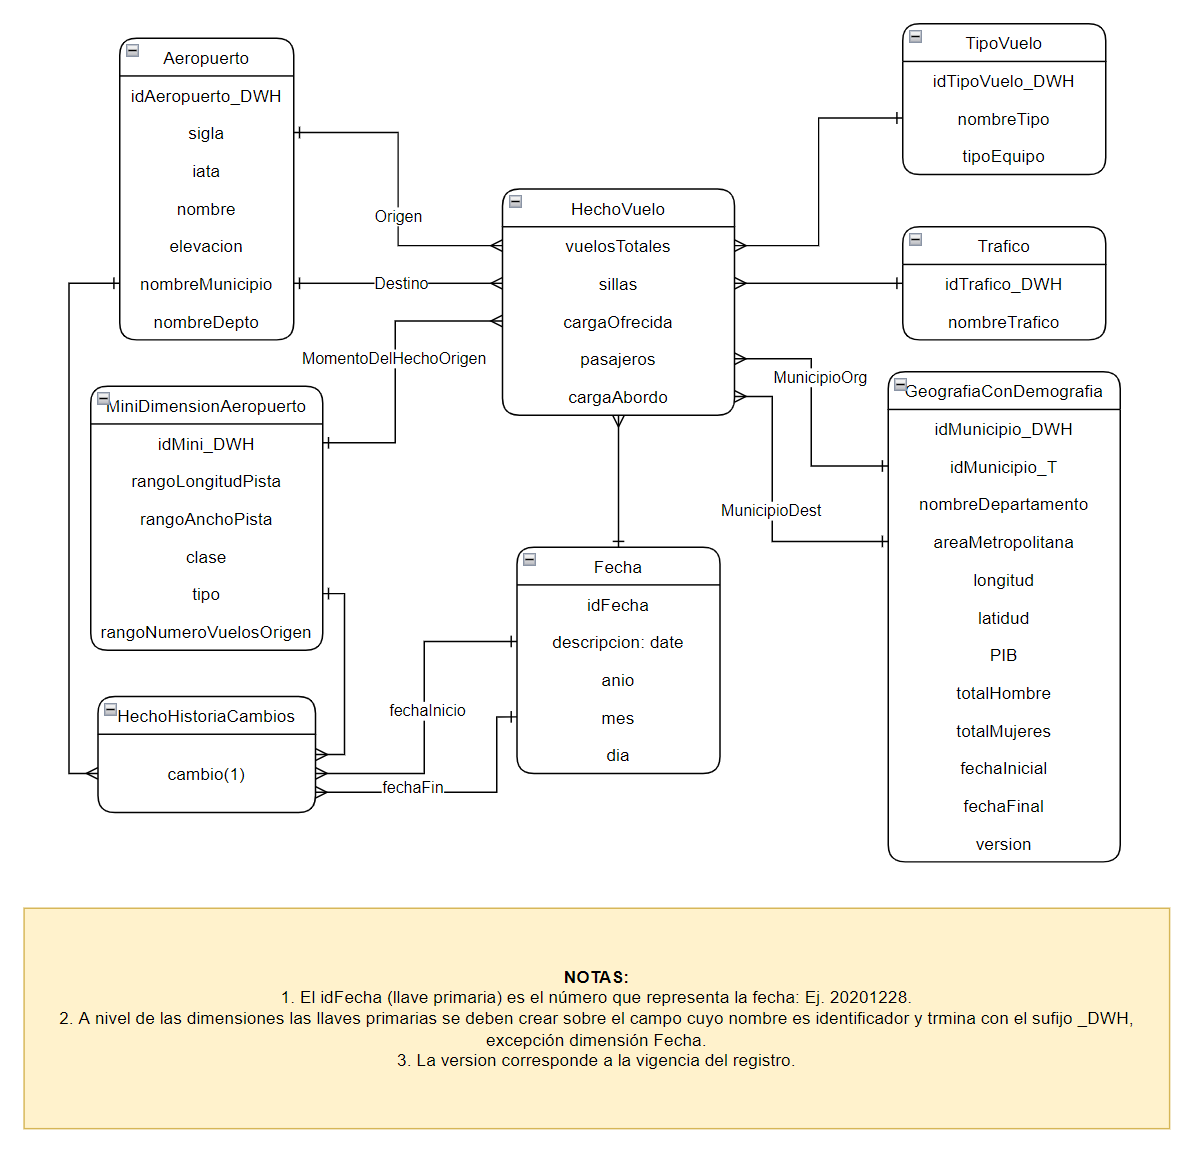 Aeropuerto
idAeropuerto_DWH
sigla
iata
nombre
elevacion
nombreMunicipio
nombreDepto
Origen
Destino
MomentoDelHechoOrigen
MiniDimensionAeropuerto
idMini_DWH
rangoLongitudPista
rangoAnchoPista
clase
tipo
rangoNumeroVuelosOrigen
HechoHistoriaCambios
cambio(1)
HechoVuelo
vuelosTotales
sillas
cargaOfrecida
pasajeros
cargaAbordo
Fecha
idFecha
descripcion: date
anio
mes
dia
fechaInicio
fechaFin
TipoVuelo
idTipoVuelo_DWH
nombreTipo
tipoEquipo
Trafico
idTrafico_DWH
nombreTrafico
MunicipioOrg
MunicipioDest
GeografiaConDemografia
idMunicipio_DWH
idMunicipio_T
nombreDepartamento
areaMetropolitana
longitud
latidud
PIB
totalHombre
totalMujeres
fechaInicial
fechaFinal
version
NOTAS:
1. El idFecha (llave primaria) es el número que representa la fecha: Ej. 20201228.
2. A nivel de las dimensiones las llaves primarias se deben crear sobre el campo cuyo nombre es identificador y trmina con el sufijo _DWH,
excepción dimensión Fecha.
3. La version corresponde a la vigencia del registro.